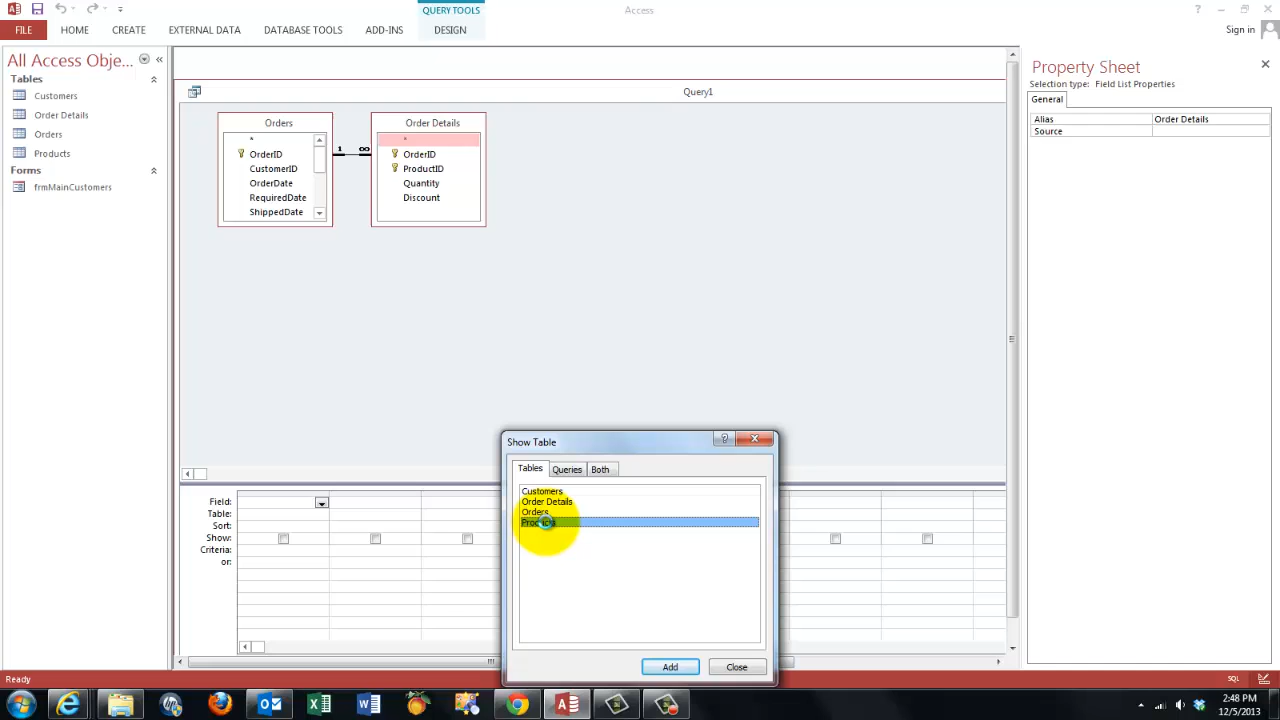 QUERY TOOLS
Access
Sign in
FILE
HOME
CREATE
EXTERNAL DATA
DATABASE TOOLS
ADD-INS
DESIGN
All Access Obje...
Tables
Customers
Order Details
Orders
Products
Forms
frmMainCustomers
Query1
Orders
*
OrderID
CustomerID
OrderDate
RequiredDate
ShippedDate
1
∞
Order Details
*
OrderID
ProductID
Quantity
Discount
Property Sheet
Selection type: Field List Properties
General
Alias Order Details
Source
Show Table
Tables Queries Both
Customers
Order Details
Orders
Products
Add Close
Field:
Table:
Sort:
Show:
Criteria:
or:
Ready
SQL
2:48 PM
12/5/2013